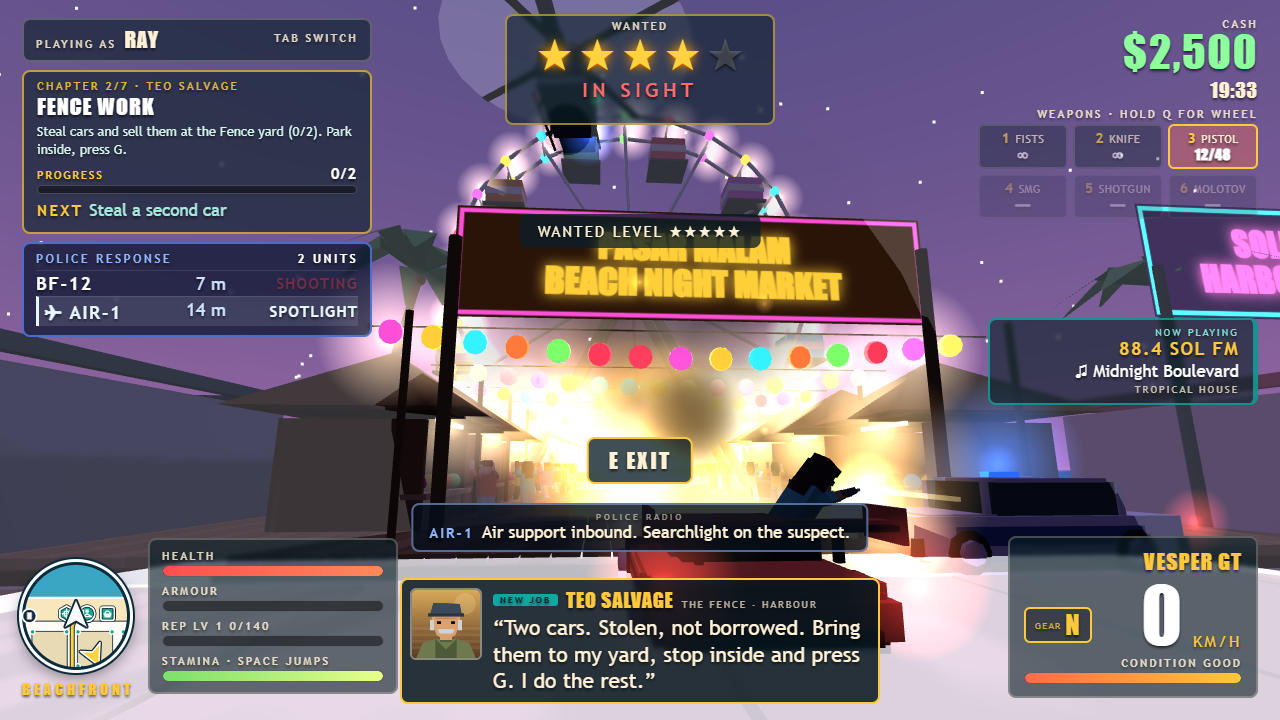 PLAYING AS RAY
TAB SWITCH
CHAPTER 2/7 · TEO SALVAGE
FENCE WORK
Steal cars and sell them at the Fence yard (0/2). Park
inside, press G.
PROGRESS 0/2
NEXT Steal a second car
POLICE RESPONSE 2 UNITS
BF-12 7 m SHOOTING
AIR-1 14 m SPOTLIGHT
WANTED
IN SIGHT
WANTED LEVEL ★★★★★
PASAR MALAM
BEACH NIGHT MARKET
CASH
$2,500
19:33
WEAPONS · HOLD Q FOR WHEEL
1 FISTS ∞
2 KNIFE ∞
3 PISTOL 12/48
4 SMG —
5 SHOTGUN —
6 MOLOTOV —
NOW PLAYING
88.4 SOL FM
♫ Midnight Boulevard
TROPICAL HOUSE
E EXIT
POLICE RADIO
AIR-1 Air support inbound. Searchlight on the suspect.
NEW JOB TEO SALVAGE THE FENCE · HARBOUR
“Two cars. Stolen, not borrowed. Bring
them to my yard, stop inside and press
G. I do the rest.”
BEACHFRONT
HEALTH
ARMOUR
REP LV 1 0/140
STAMINA · SPACE JUMPS
VESPER GT
GEAR N
0 KM/H
CONDITION GOOD